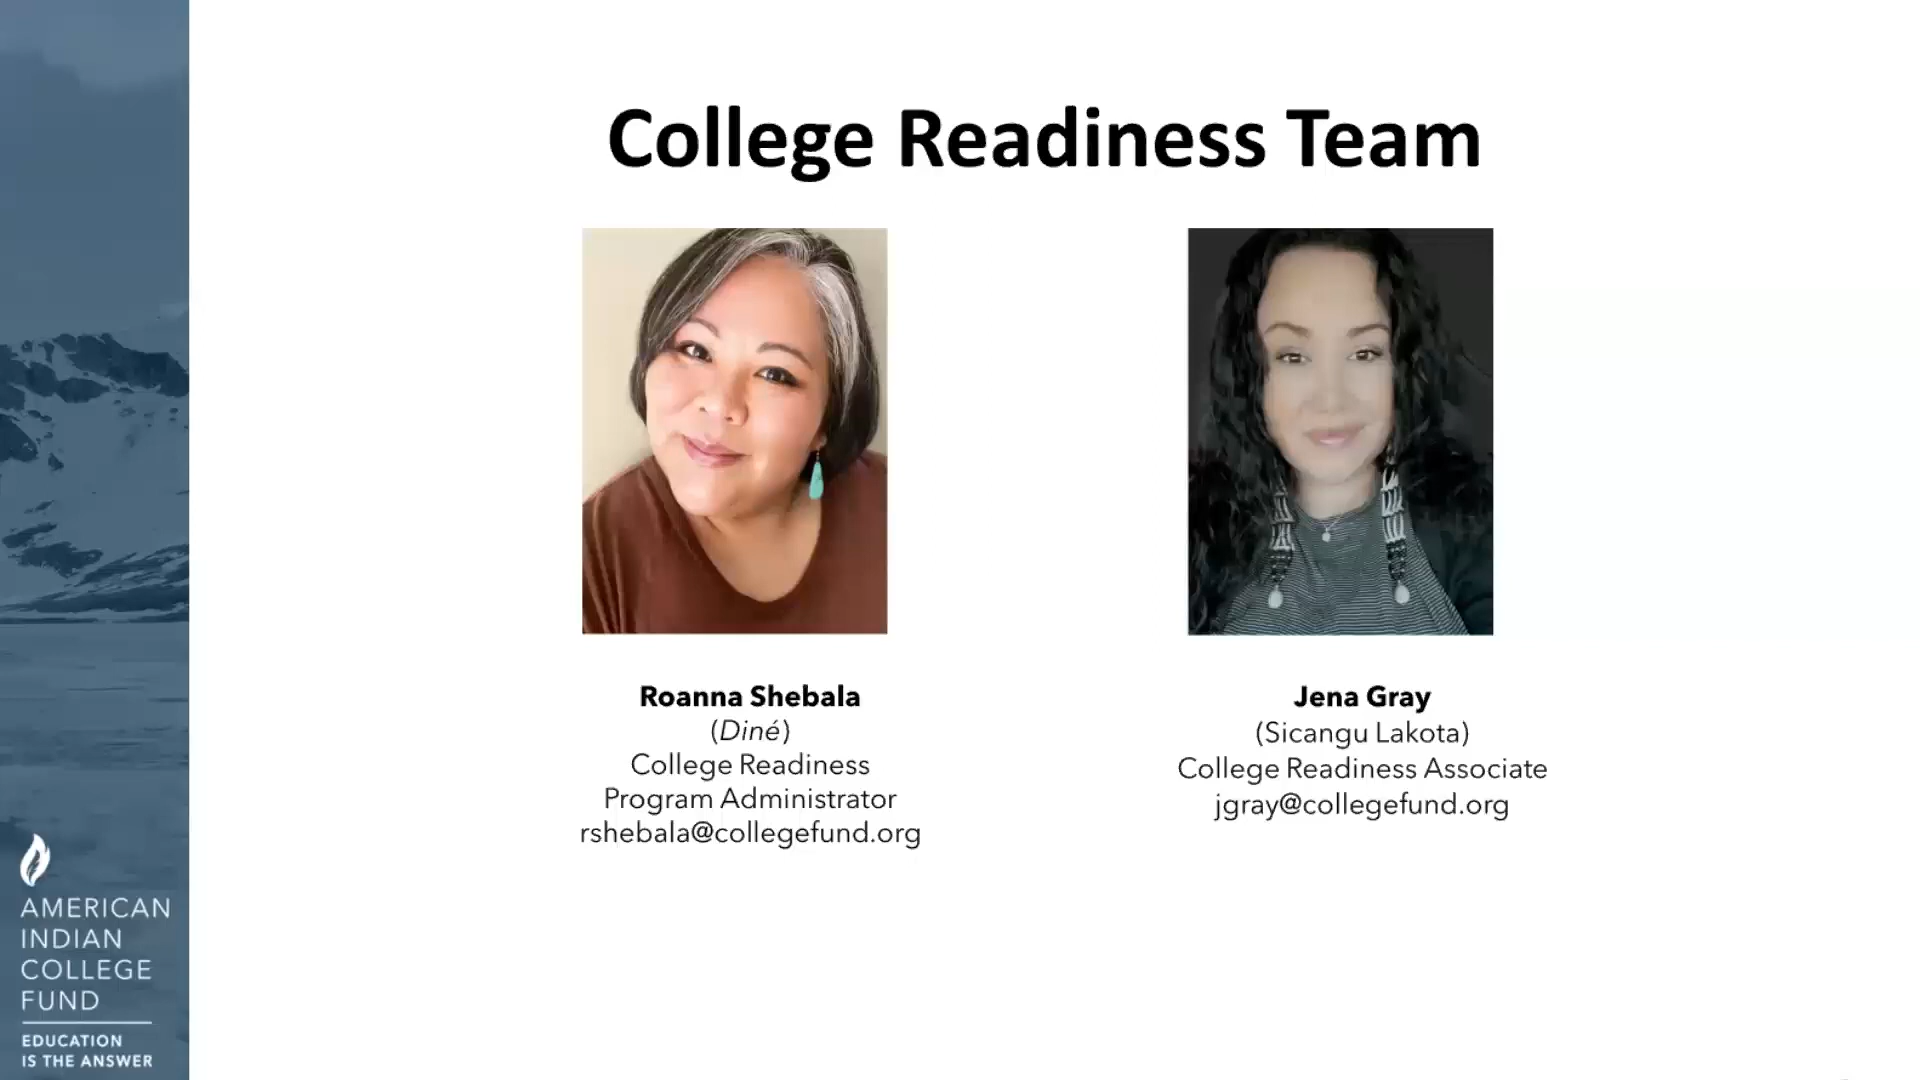 College Readiness Team
Roanna Shebala
(Diné)
College Readiness
Program Administrator
rshebala@collegefund.org
Jena Gray
(Sicangu Lakota)
College Readiness Associate
jgray@collegefund.org
AMERICAN
INDIAN
COLLEGE
FUND
EDUCATION
IS THE ANSWER